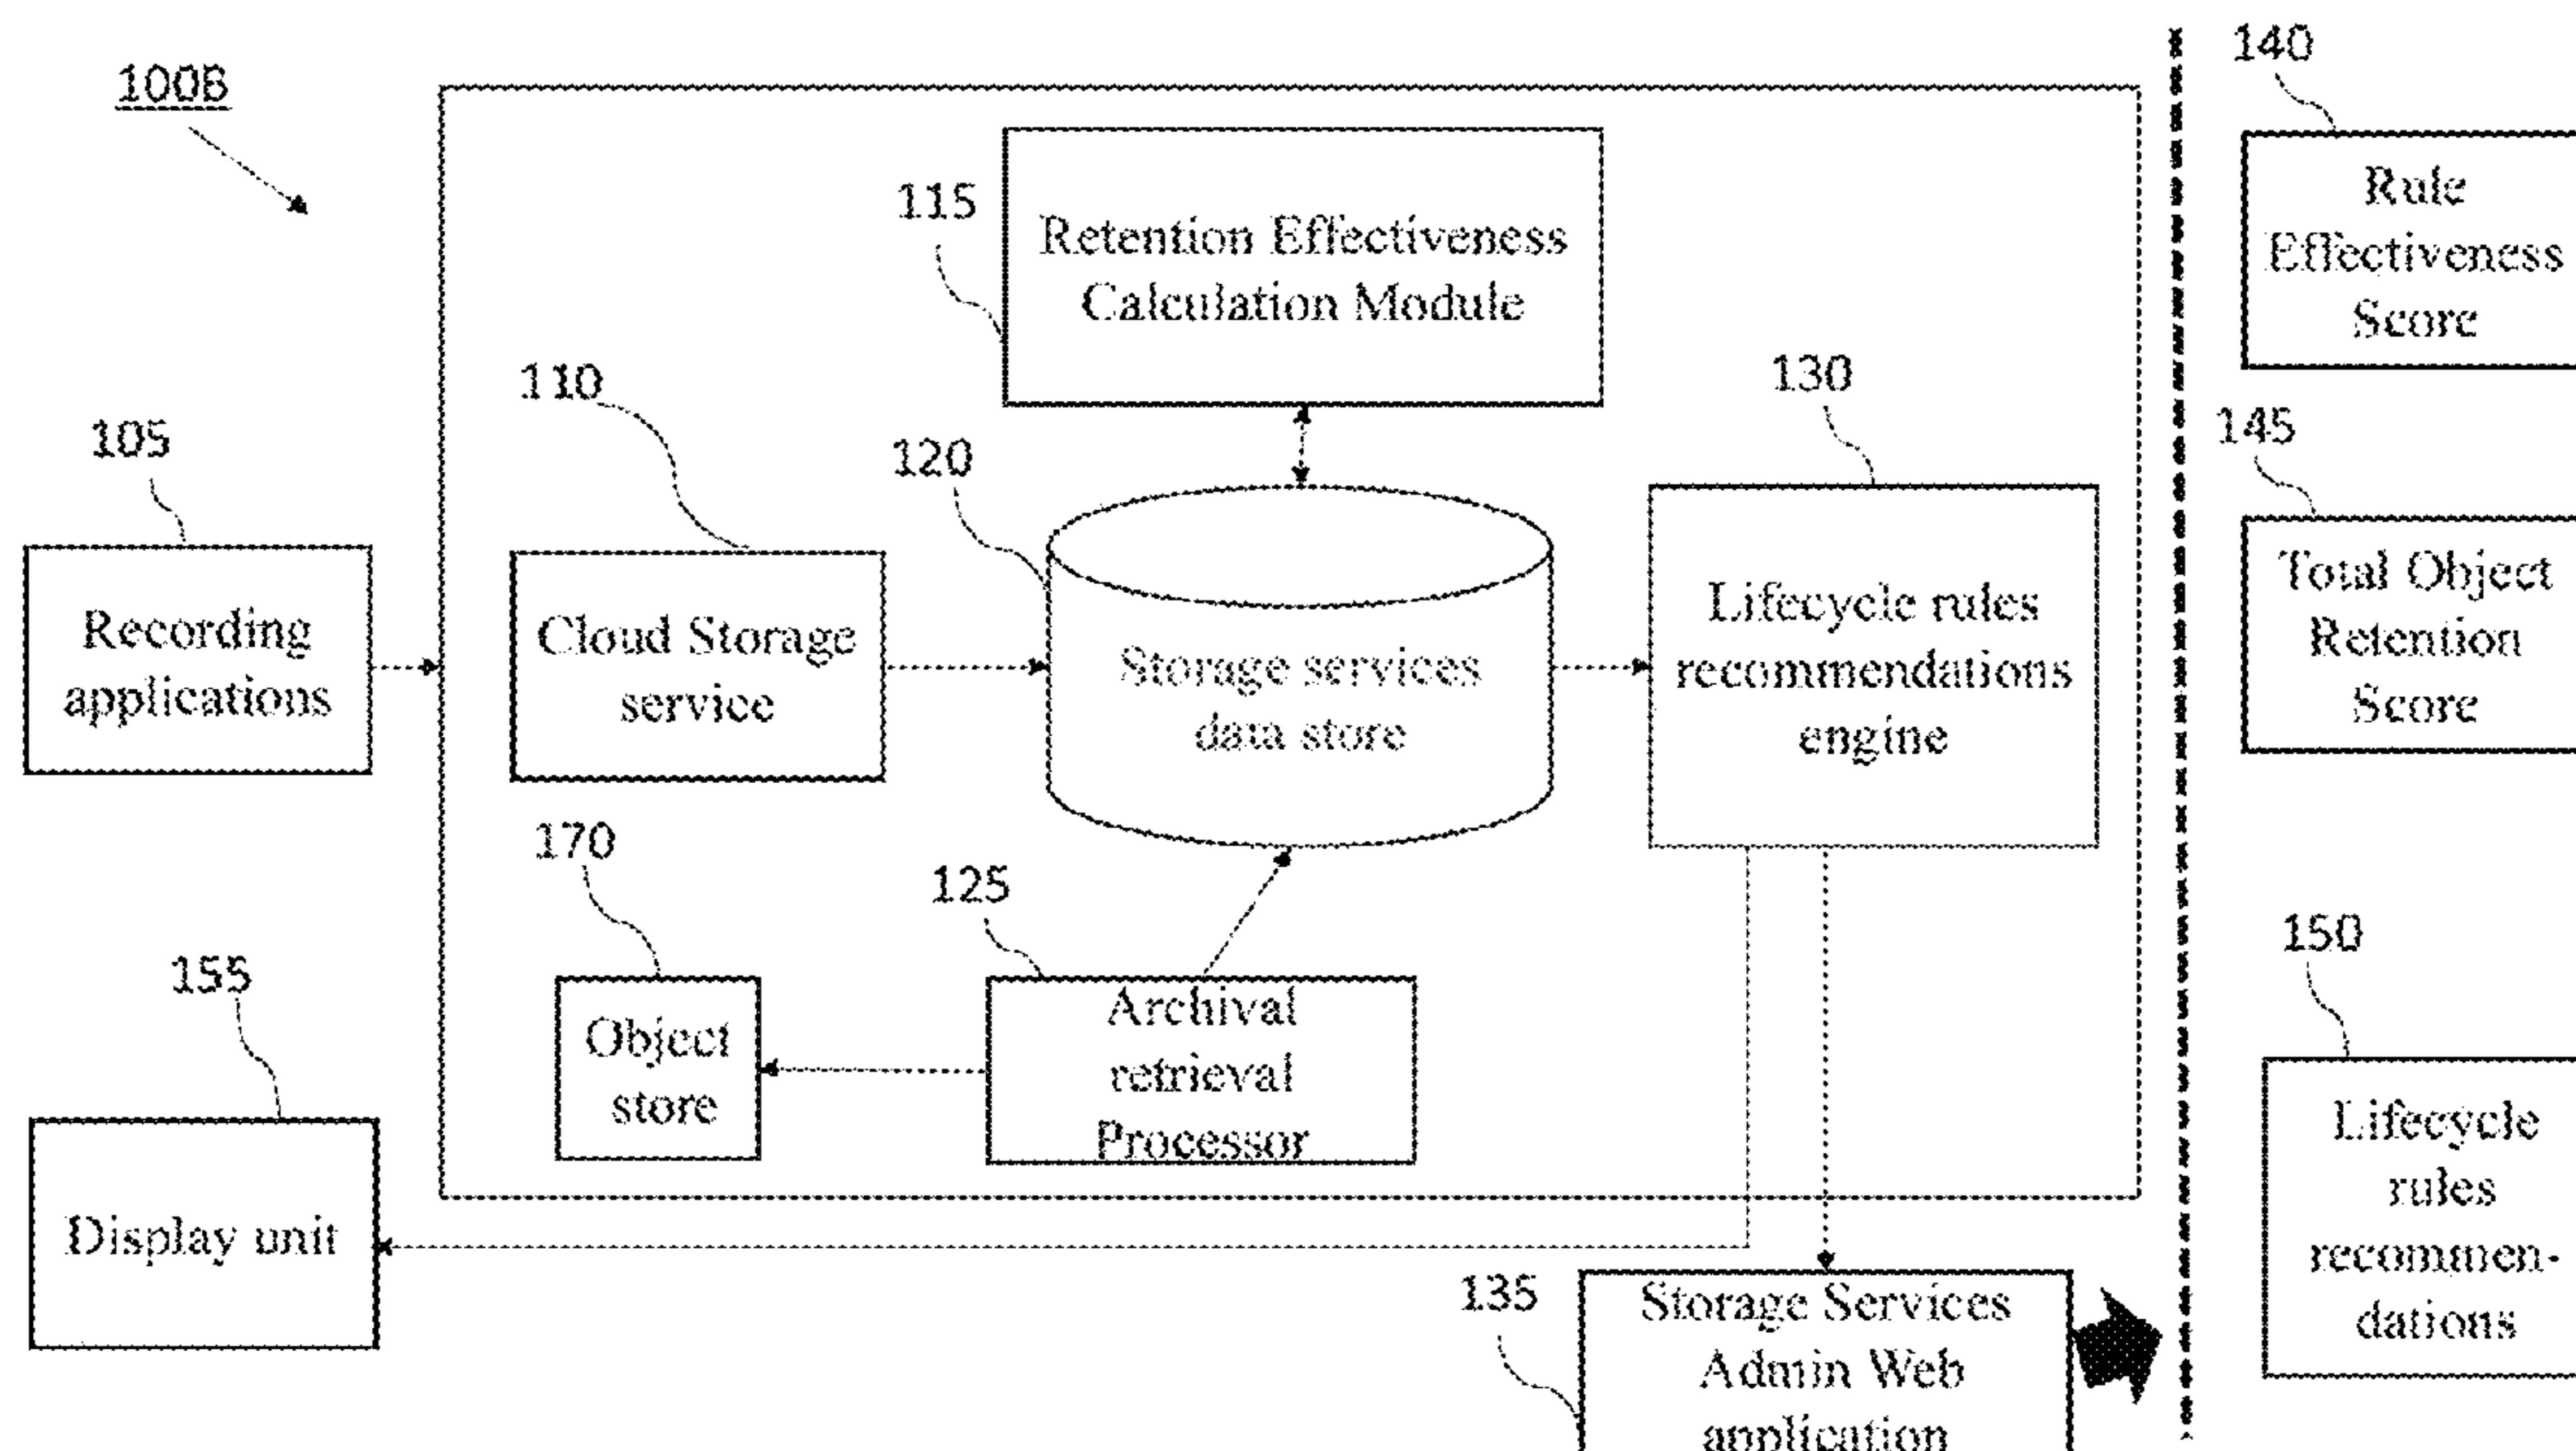 100B
140
Rule
Effectiveness
Score
115
Retention Effectiveness
Calculation Module
110
130
105
120
145
Recording
applications
Cloud Storage
service
Storage services
data store
Lifecycle rules
recommendations
engine
Total Object
Retention
Score
170
125
155
150
Object
store
Archival
retrieval
Processor
Display unit
Lifecycle
rules
recommen-
dations
135
Storage Services
Admin Web
application